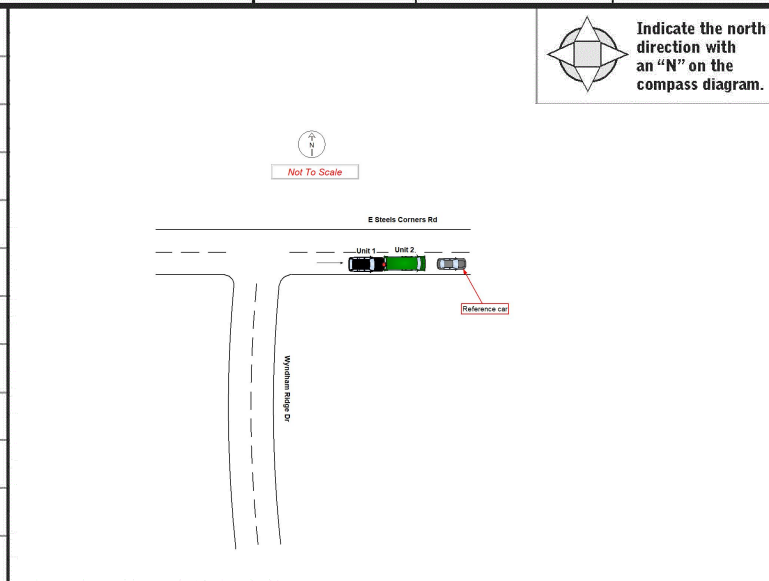 Indicate the north
direction with
an “N” on the
compass diagram.
N
Not To Scale
E Steels Corners Rd
Unit 1
Unit 2
Reference car
Wyndham Ridge Dr